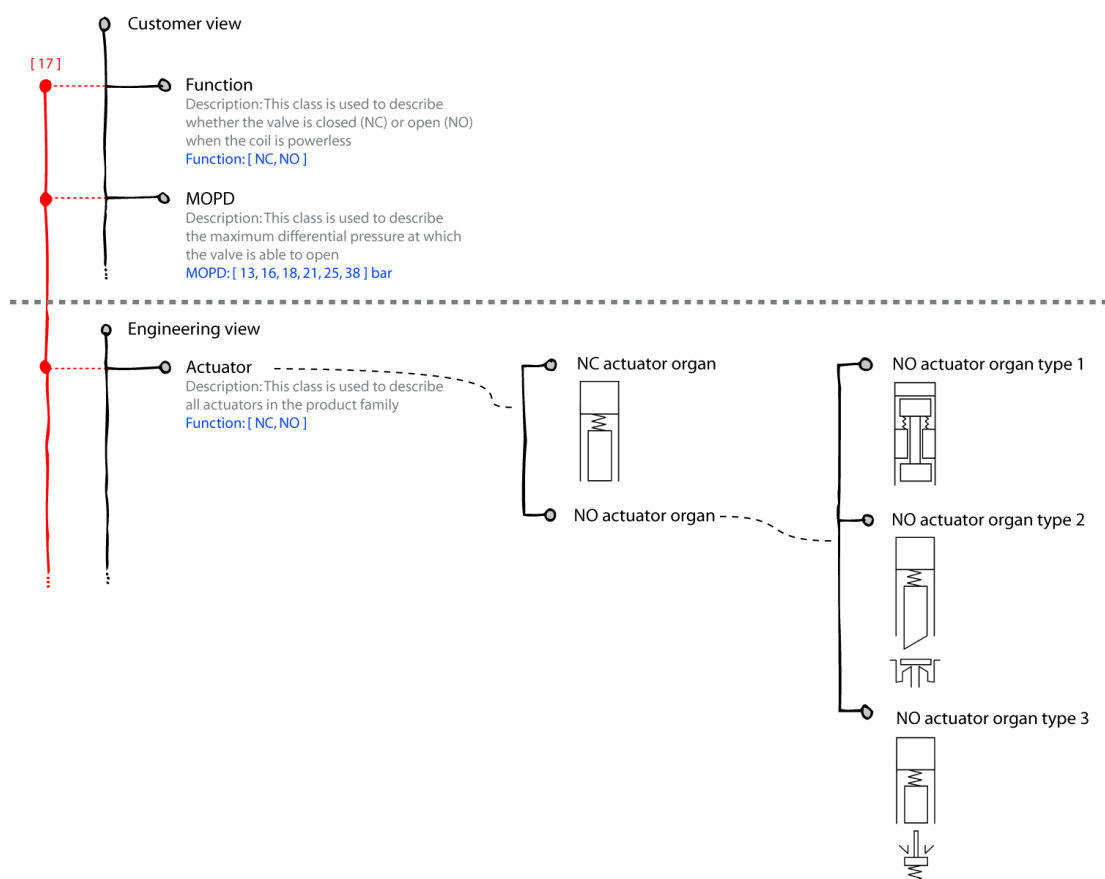 Customer view
[ 17 ]
Function
Description: This class is used to describe
whether the valve is closed (NC) or open (NO)
when the coil is powerless
Function: [ NC, NO ]
MOPD
Description: This class is used to describe
the maximum differential pressure at which
the valve is able to open
MOPD: [ 13, 16, 18, 21, 25, 38 ] bar
Engineering view
Actuator
Description: This class is used to describe
all actuators in the product family
Function: [ NC, NO ]
NC actuator organ
NO actuator organ
NO actuator organ type 1
NO actuator organ type 2
NO actuator organ type 3